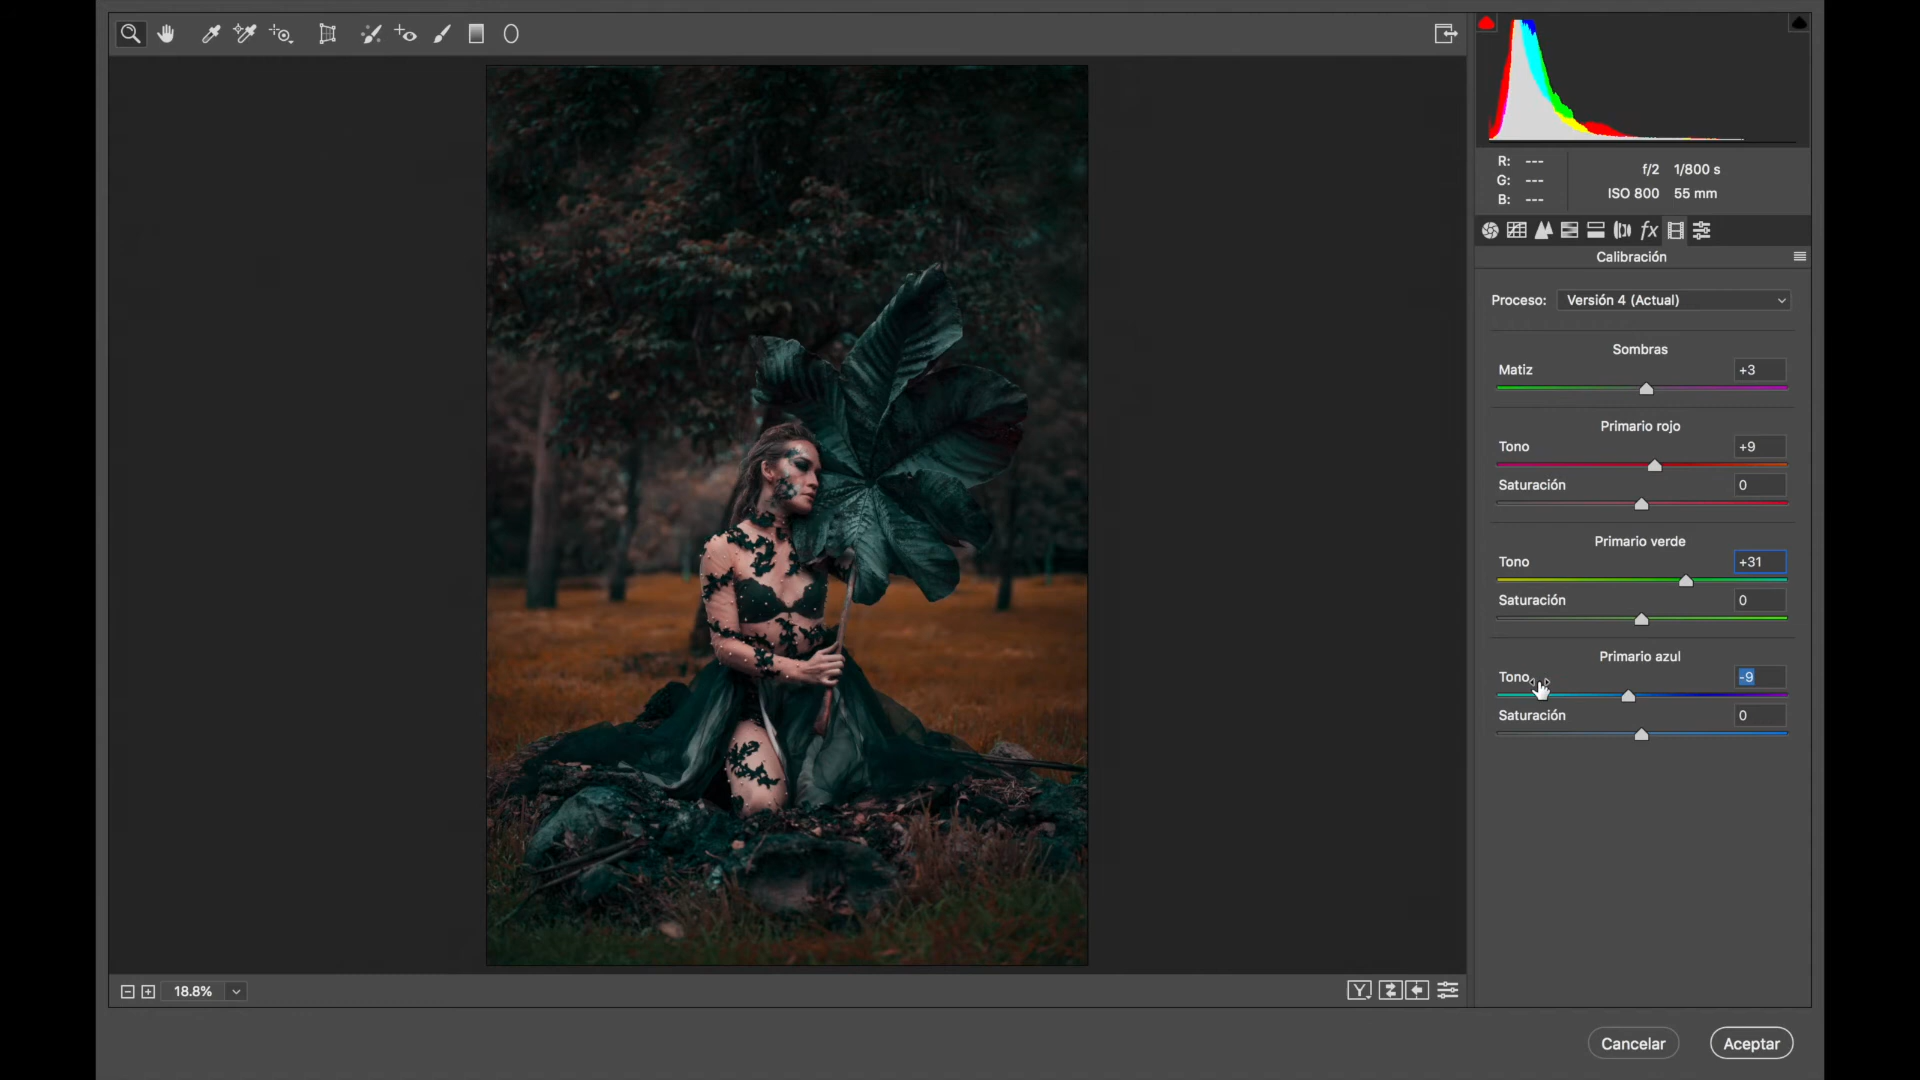 R: ---
G: ---
B: ---
f/2 1/800 s
ISO 800 55 mm
fx
Calibración
Proceso: Versión 4 (Actual)
Sombras
Matiz +3
Primario rojo
Tono +9
Saturación 0
Primario verde
Tono +31
Saturación 0
Primario azul
Tono -9
Saturación 0
18.8%
Y
Cancelar Aceptar